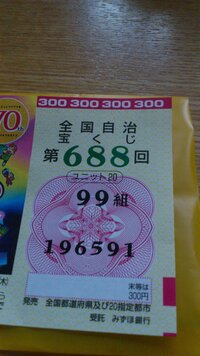 300 300 300 300
全国自治
宝くじ
第688回
ユニット20
99組
196591
末等は
300円
発売 全国都道府県及び20指定都市
受託 みずほ銀行